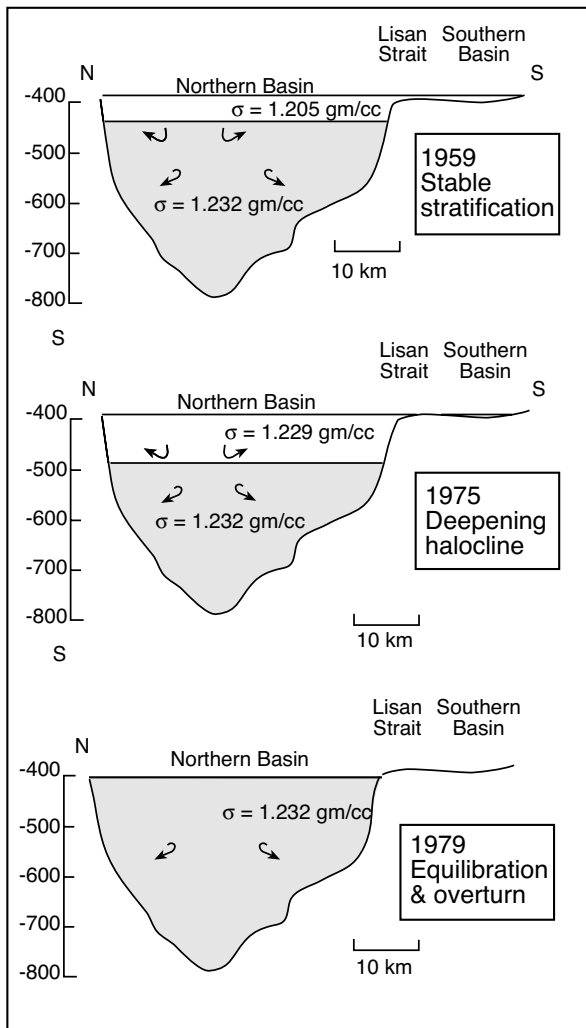 Lisan Strait
Southern Basin
N
S
Northern Basin
-400
σ = 1.205 gm/cc
-500
-600
σ = 1.232 gm/cc
-700
-800
1959
Stable
stratification
10 km
S
Lisan Strait
Southern Basin
N
S
Northern Basin
-400
σ = 1.229 gm/cc
-500
-600
σ = 1.232 gm/cc
-700
-800
1975
Deepening
halocline
10 km
S
Lisan Strait
Southern Basin
N
Northern Basin
-400
σ = 1.232 gm/cc
-500
-600
-700
-800
1979
Equilibration
& overturn
10 km